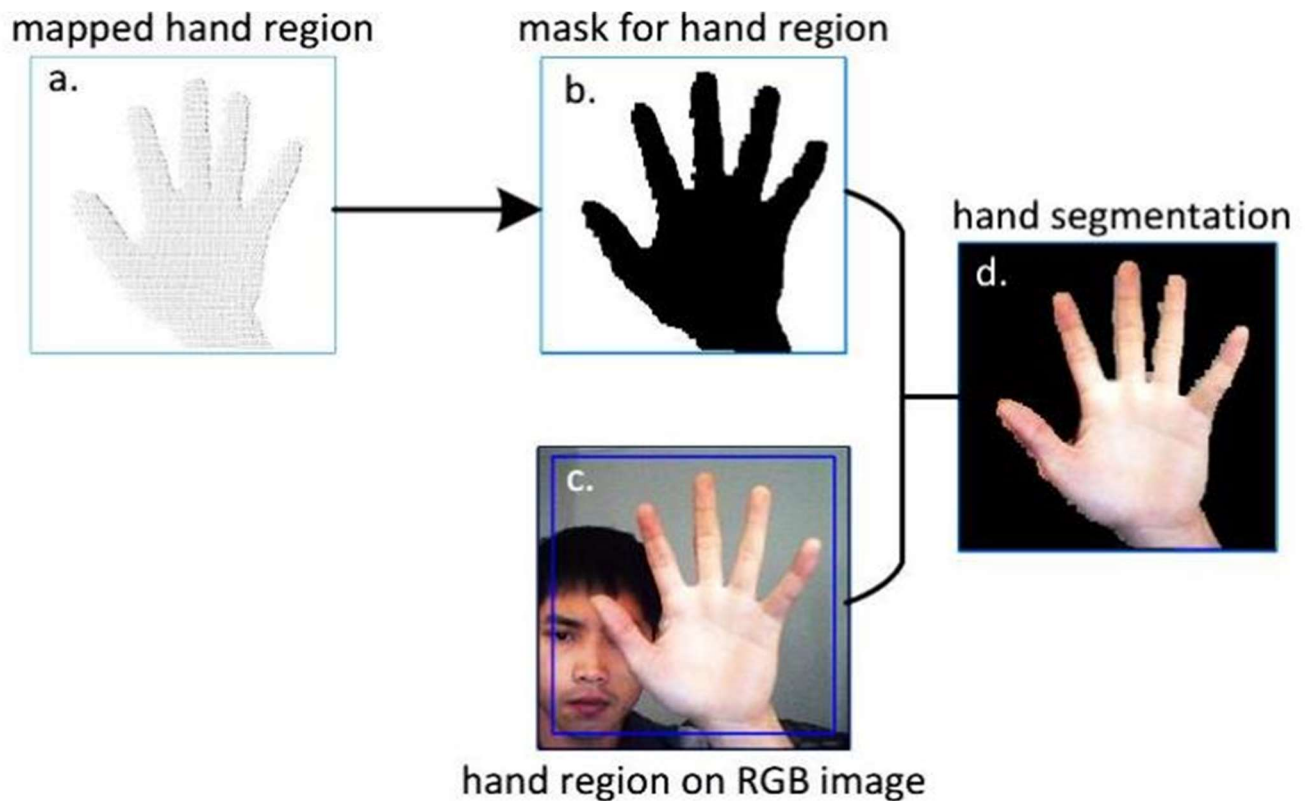 mapped hand region
mask for hand region
a.
b.
hand segmentation
d.
c.
hand region on RGB image